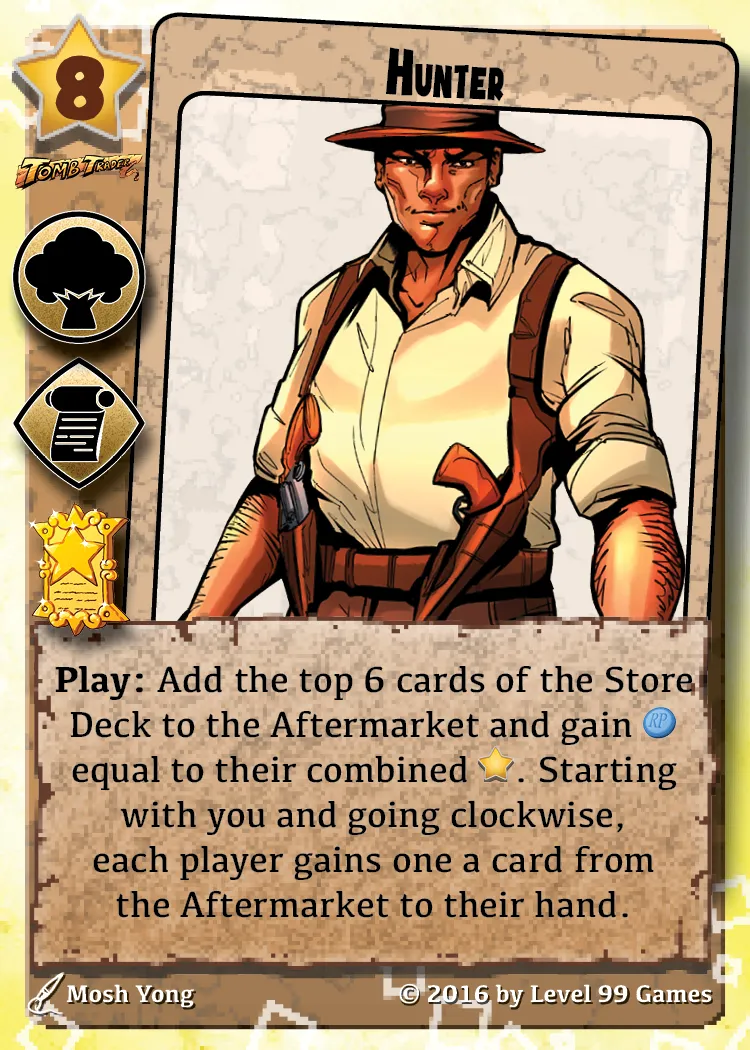 8
Hunter
TOMB TRADER
Play: Add the top 6 cards of the Store
Deck to the Aftermarket and gain RP
equal to their combined . Starting
with you and going clockwise,
each player gains one a card from
the Aftermarket to their hand.
Mosh Yong
© 2016 by Level 99 Games